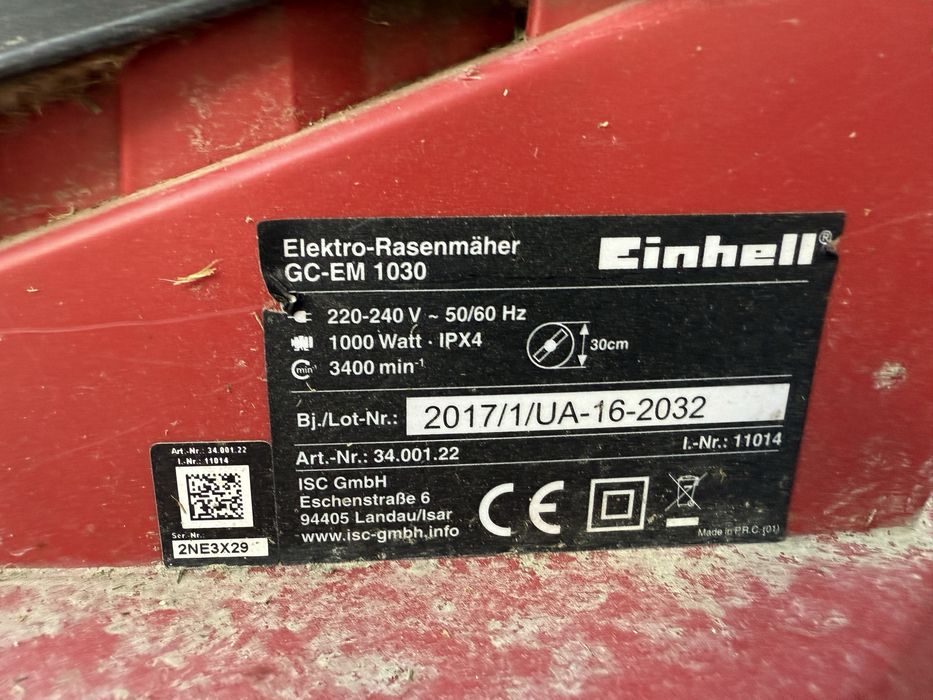 Elektro-Rasenmäher
GC-EM 1030
Einhell®
220-240 V ~ 50/60 Hz
1000 Watt · IPX4
30cm
min⁻¹ 3400 min⁻¹
Bj./Lot-Nr.: 2017/1/UA-16-2032
Art.-Nr.: 34.001.22 I.-Nr.: 11014
ISC GmbH
Eschenstraße 6
94405 Landau/Isar
www.isc-gmbh.info
CE
Made in P.R.C. (01)
Art.-Nr.: 34.001.22
I.-Nr.: 11014
Ser.-Nr.:
2NE3X29